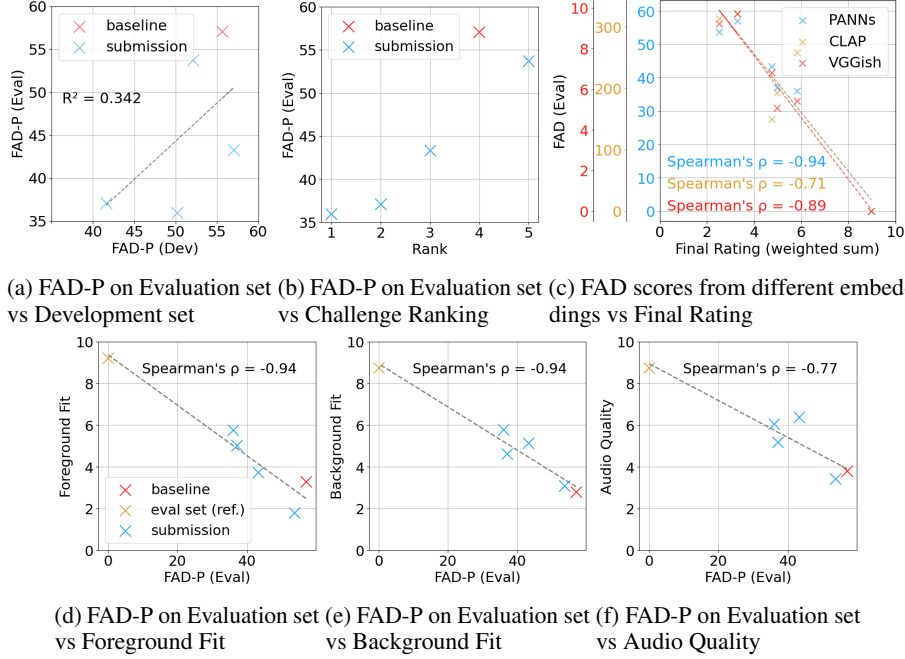 60
55
50
45
40
35
FAD-P (Eval)
baseline
submission
R² = 0.342
40
45
50
55
60
FAD-P (Dev)
60
55
50
45
40
35
FAD-P (Eval)
baseline
submission
1
2
3
4
5
Rank
10
8
6
4
2
0
300
200
100
0
FAD (Eval)
60
50
40
30
20
10
0
PANNs
CLAP
VGGish
Spearman's ρ = -0.94
Spearman's ρ = -0.71
Spearman's ρ = -0.89
0
2
4
6
8
10
Final Rating (weighted sum)
(a) FAD-P on Evaluation set
vs Development set
(b) FAD-P on Evaluation set
vs Challenge Ranking
(c) FAD scores from different embed
dings vs Final Rating
10
8
6
4
2
0
Foreground Fit
Spearman's ρ = -0.94
baseline
eval set (ref.)
submission
0
20
40
FAD-P (Eval)
10
8
6
4
2
0
Background Fit
Spearman's ρ = -0.94
0
20
40
FAD-P (Eval)
10
8
6
4
2
0
Audio Quality
Spearman's ρ = -0.77
0
20
40
FAD-P (Eval)
(d) FAD-P on Evaluation set
vs Foreground Fit
(e) FAD-P on Evaluation set
vs Background Fit
(f) FAD-P on Evaluation set
vs Audio Quality